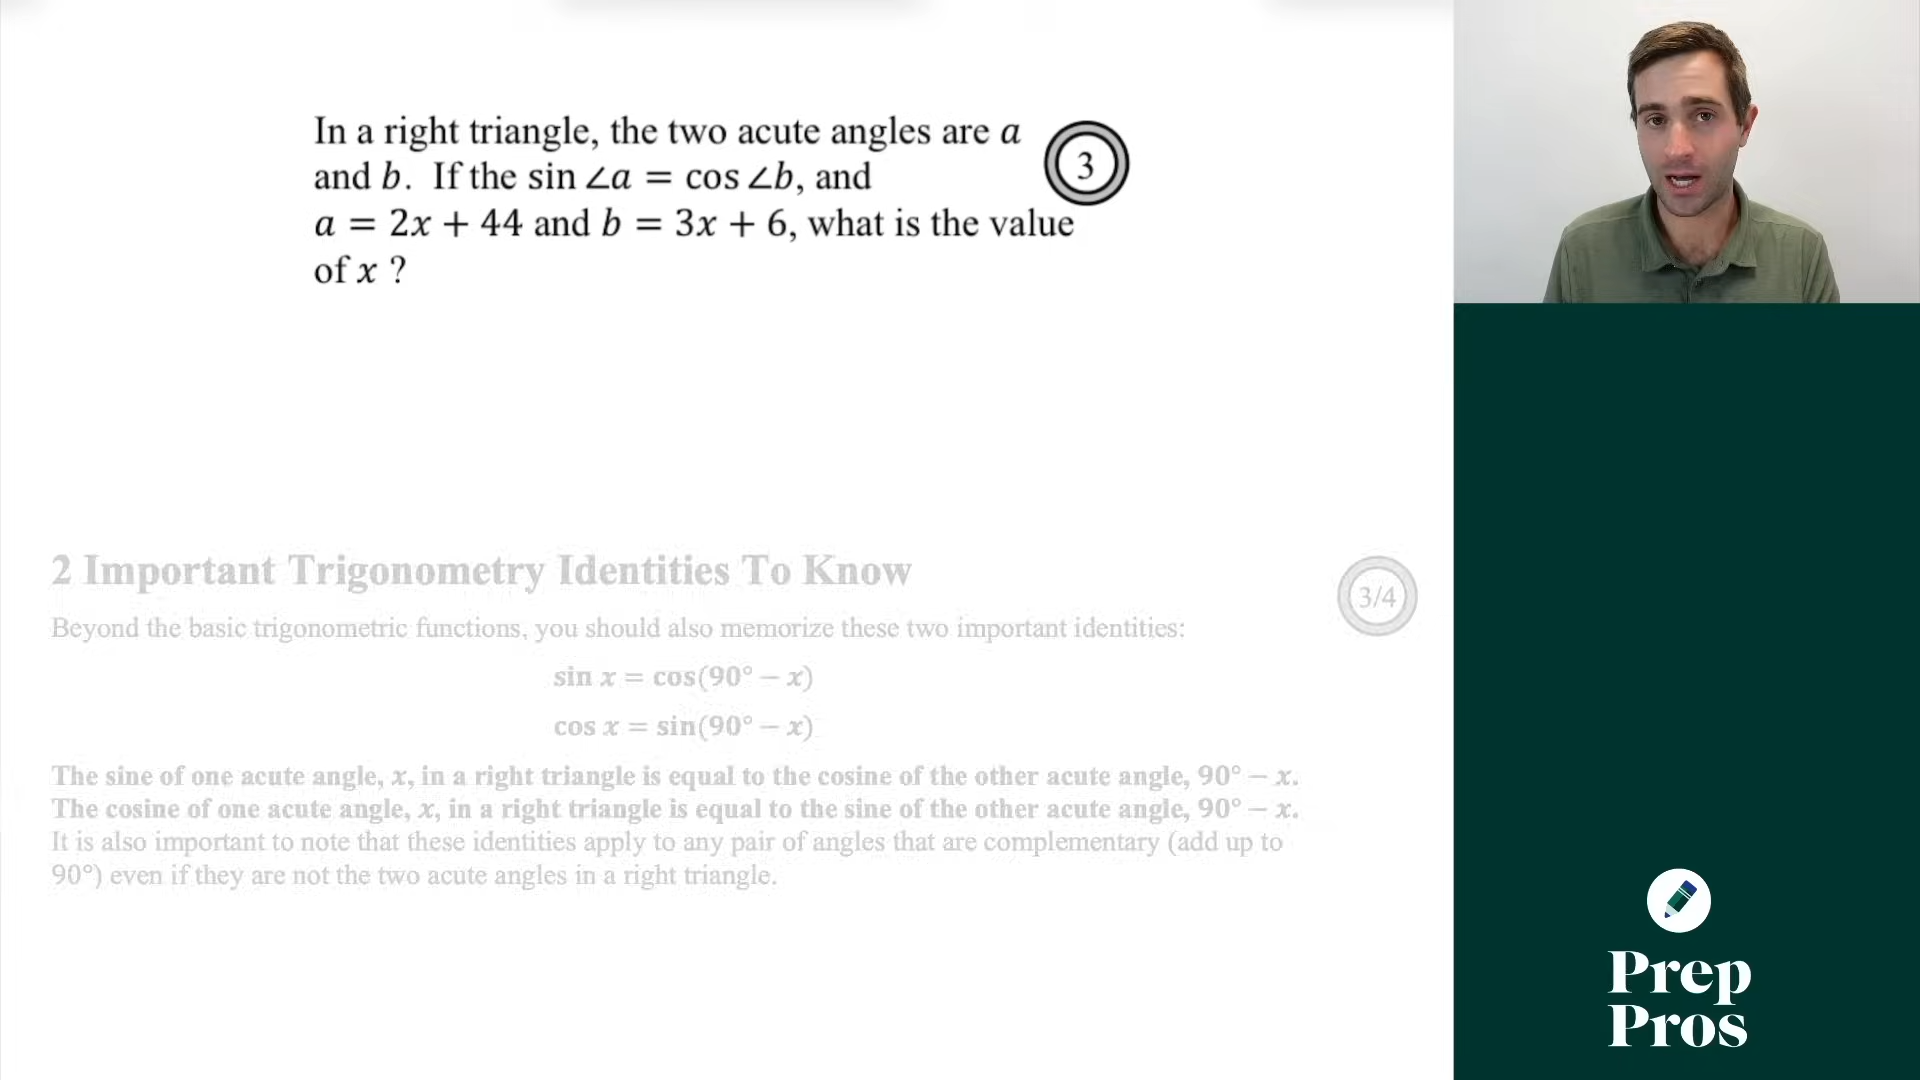 In a right triangle, the two acute angles are a
and b.  If the sin ∠a = cos ∠b, and
3
a = 2x + 44 and b = 3x + 6, what is the value
of x ?
2 Important Trigonometry Identities To Know
3/4
Beyond the basic trigonometric functions, you should also memorize these two important identities:
sin x = cos(90° − x)
cos x = sin(90° − x)
The sine of one acute angle, x, in a right triangle is equal to the cosine of the other acute angle, 90° − x.
The cosine of one acute angle, x, in a right triangle is equal to the sine of the other acute angle, 90° − x.
It is also important to note that these identities apply to any pair of angles that are complementary (add up to
90°) even if they are not the two acute angles in a right triangle.
Prep
Pros